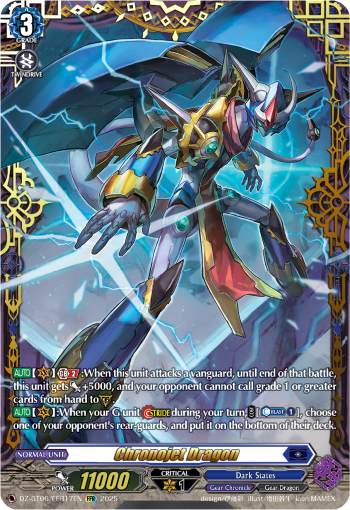 3
GRADE
TWINDRIVE
AUTO [ ] GB 2 :When this unit attacks a vanguard, until end of that battle,
this unit gets +5000, and your opponent cannot call grade 1 or greater
cards from hand to .
AUTO [ ]:When your G unit STRIDE during your turn, [ BLAST 1 ], choose
one of your opponent's rear-guards, and put it on the bottom of their deck.
NORMAL UNIT
Chronojet Dragon
POWER 11000 CRITICAL 1
Dark States
Gear Chronicle Gear Dragon
2025